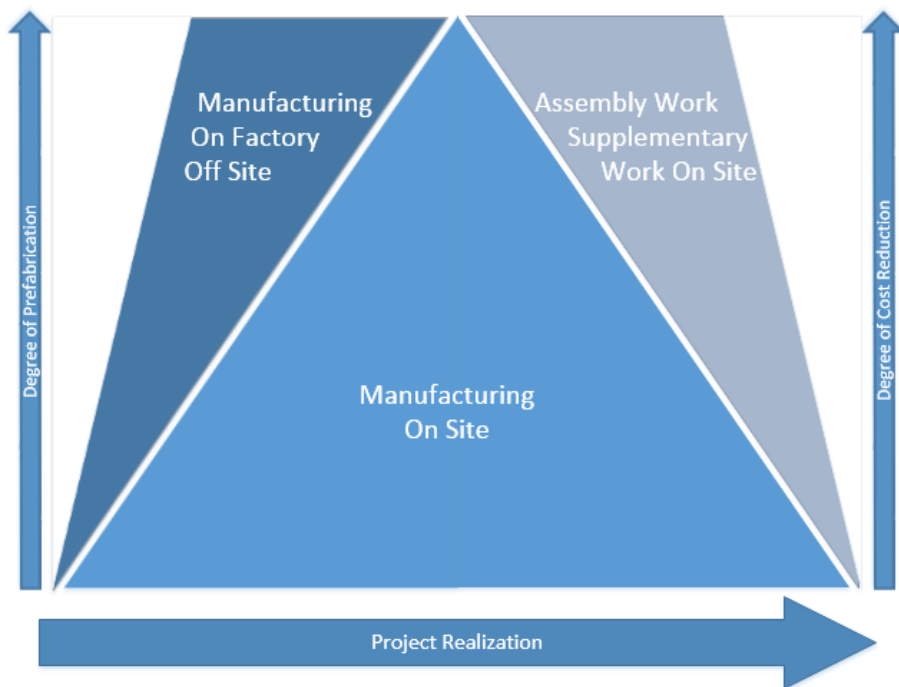 Manufacturing
On Factory
Off Site
Assembly Work
Supplementary
Work On Site
Degree of Prefabrication
Degree of Cost Reduction
Manufacturing
On Site
Project Realization